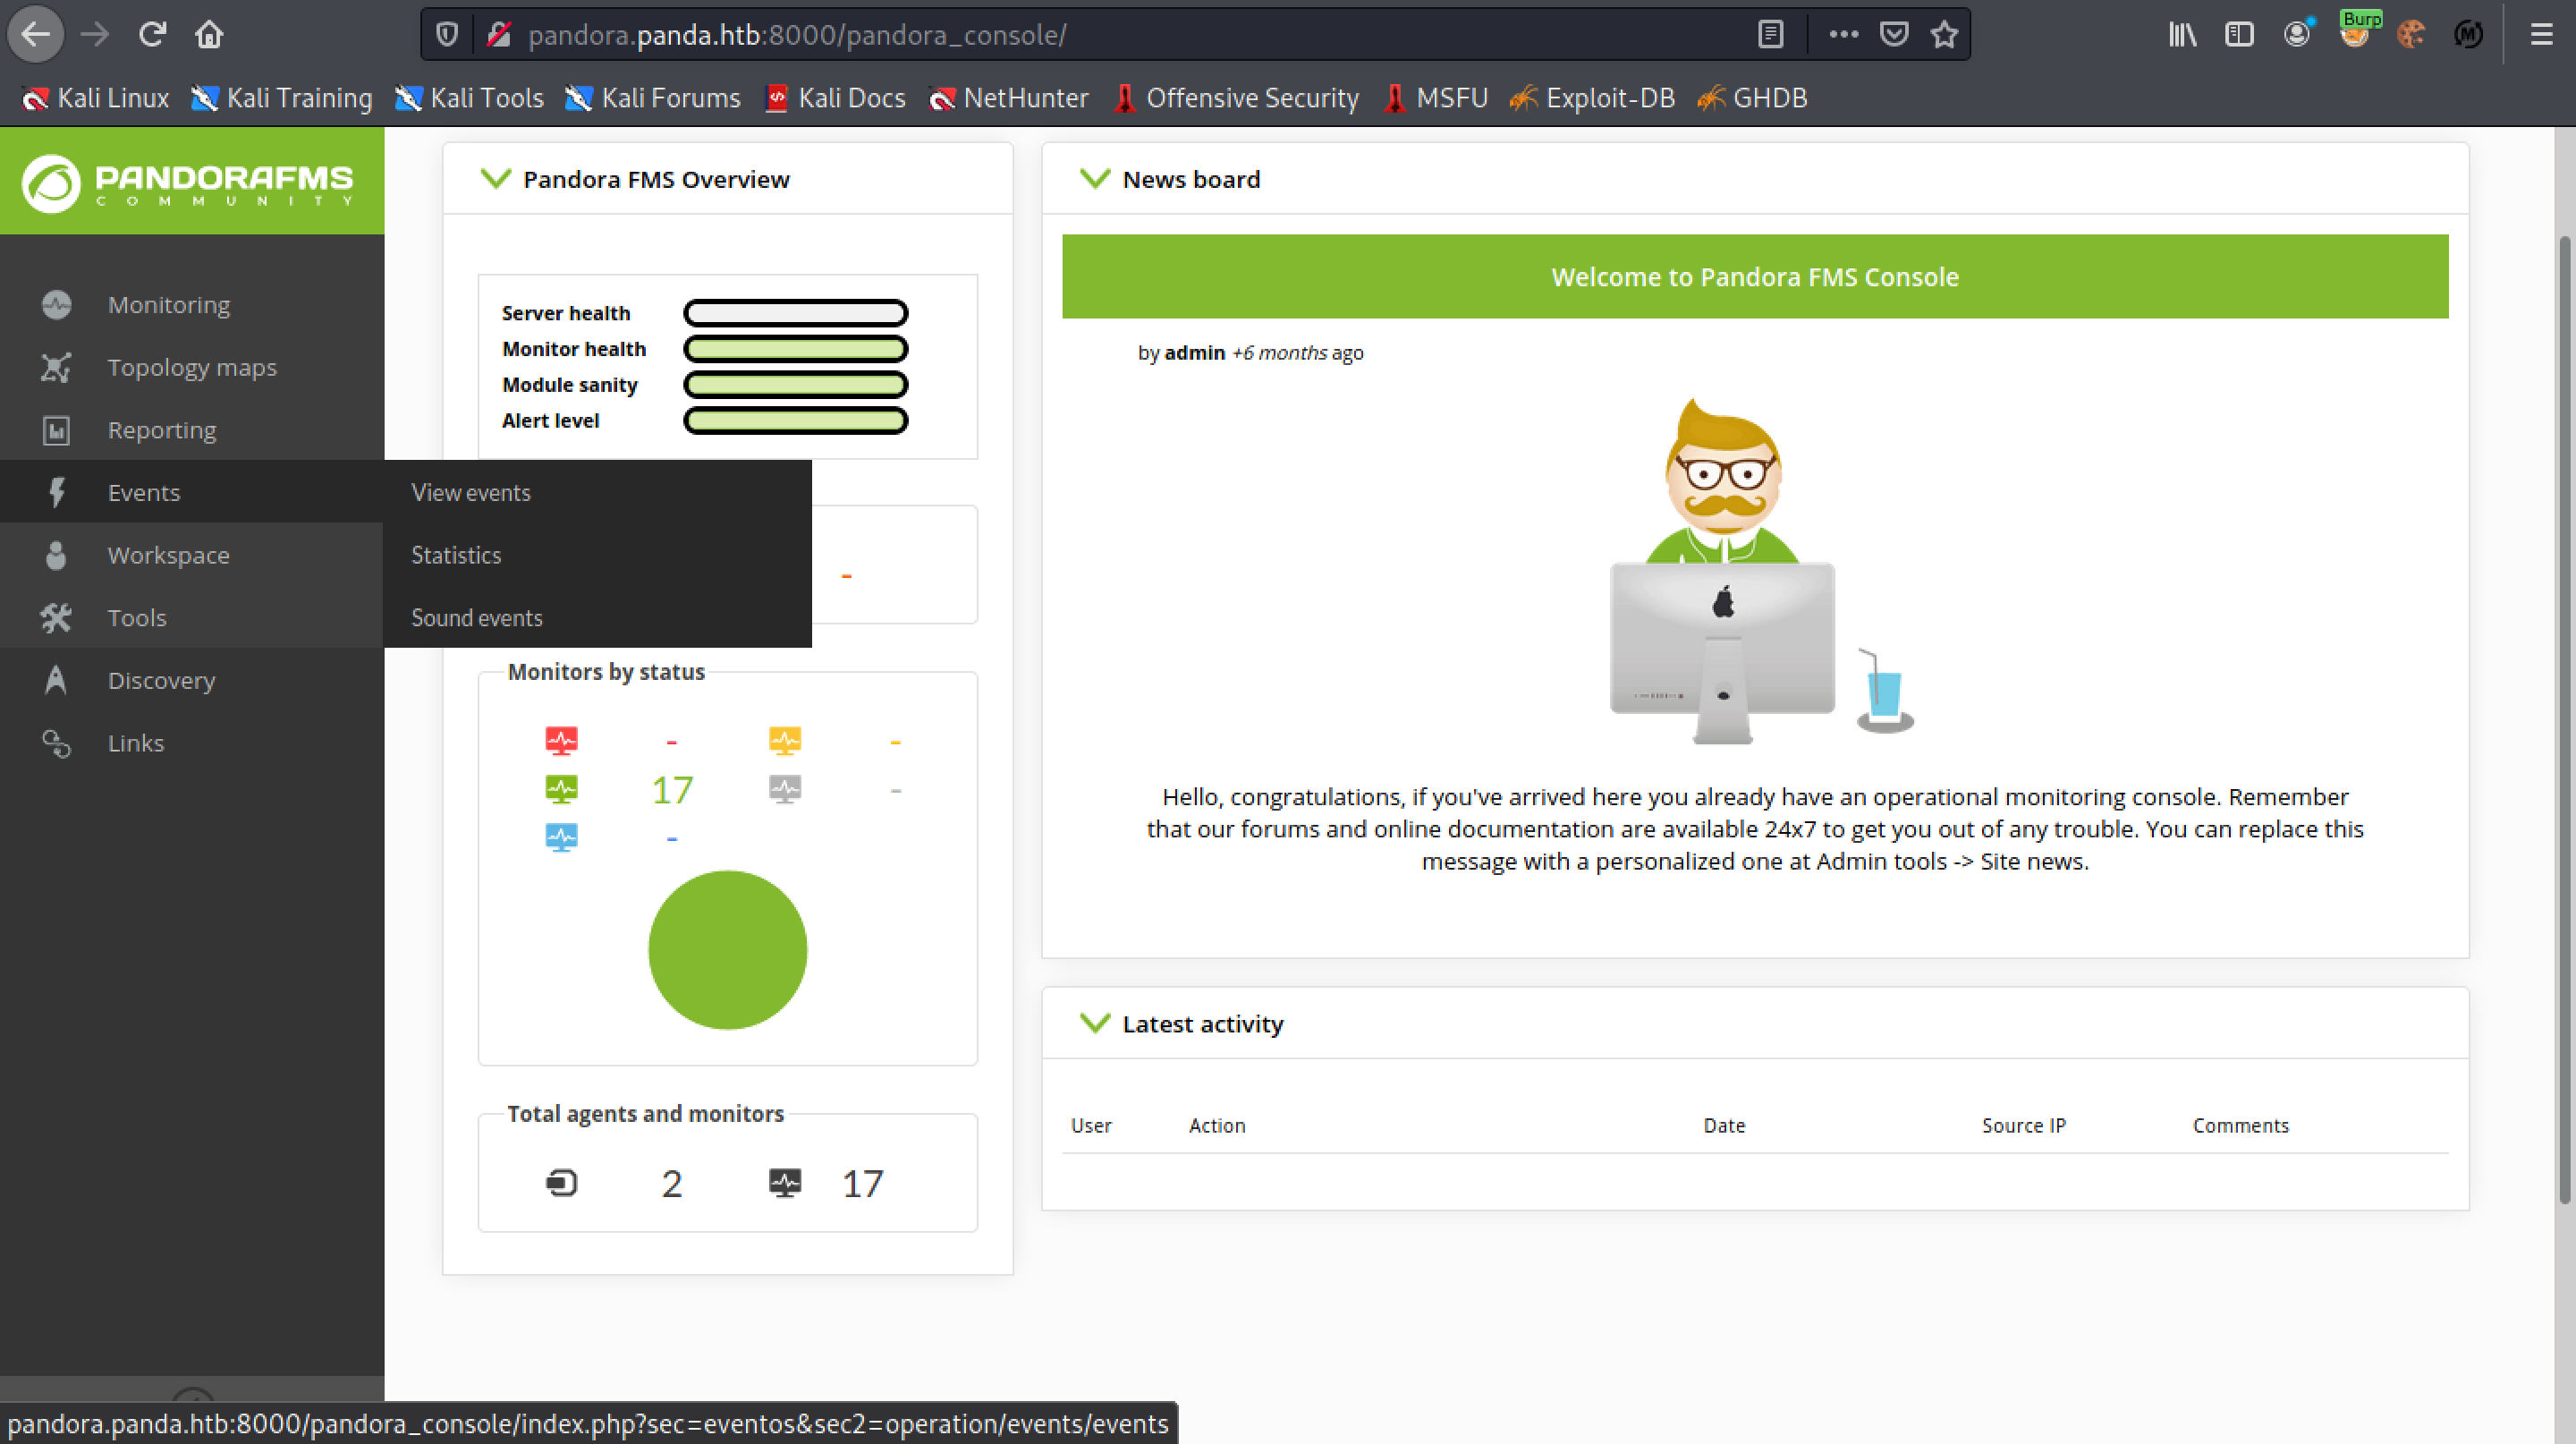 pandora.panda.htb:8000/pandora_console/
Burp
Kali Linux
Kali Training
Kali Tools
Kali Forums
Kali Docs
NetHunter
Offensive Security
MSFU
Exploit-DB
GHDB
PANDORAFMS
COMMUNITY
Monitoring
Topology maps
Reporting
Events
Workspace
Tools
Discovery
Links
View events
Statistics
Sound events
Pandora FMS Overview
Server health
Monitor health
Module sanity
Alert level
-
Monitors by status
- -
17 -
-
Total agents and monitors
2 17
News board
Welcome to Pandora FMS Console
by admin +6 months ago
Hello, congratulations, if you've arrived here you already have an operational monitoring console. Remember
that our forums and online documentation are available 24x7 to get you out of any trouble. You can replace this
message with a personalized one at Admin tools -> Site news.
Latest activity
User Action Date Source IP Comments
pandora.panda.htb:8000/pandora_console/index.php?sec=eventos&sec2=operation/events/events